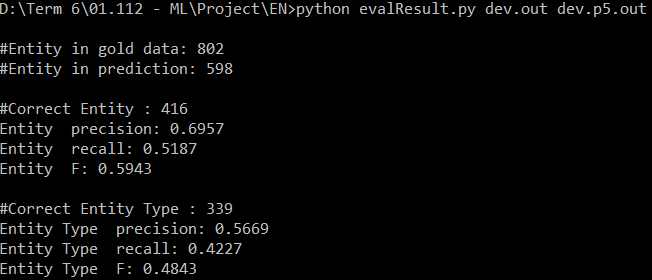 D:\Term 6\01.112 - ML\Project\EN>python evalResult.py dev.out dev.p5.out
#Entity in gold data: 802
#Entity in prediction: 598
#Correct Entity : 416
Entity  precision: 0.6957
Entity  recall: 0.5187
Entity  F: 0.5943
#Correct Entity Type : 339
Entity Type  precision: 0.5669
Entity Type  recall: 0.4227
Entity Type  F: 0.4843